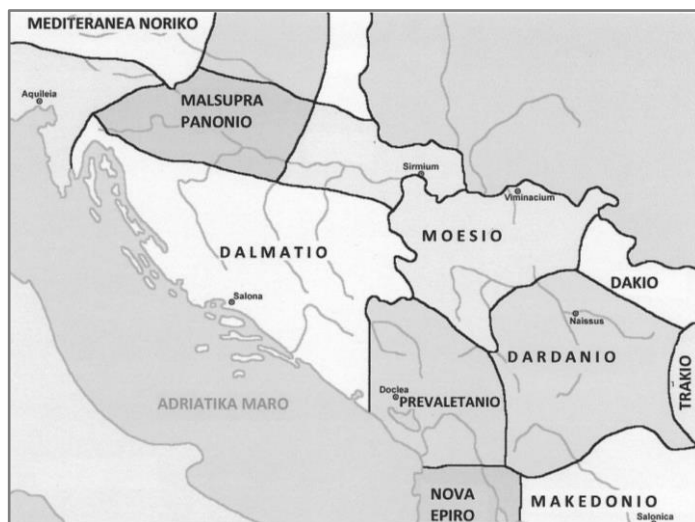 MEDITERANEA NORIKO
Aquileia
MALSUPRA
PANONIO
Sirmium
Viminacium
DALMATIO
MOESIO
DAKIO
Salona
Naissus
DARDANIO
TRAKIO
Doclea
PREVALETANIO
ADRIATIKA MARO
NOVA
EPIRO
MAKEDONIO
Salonica